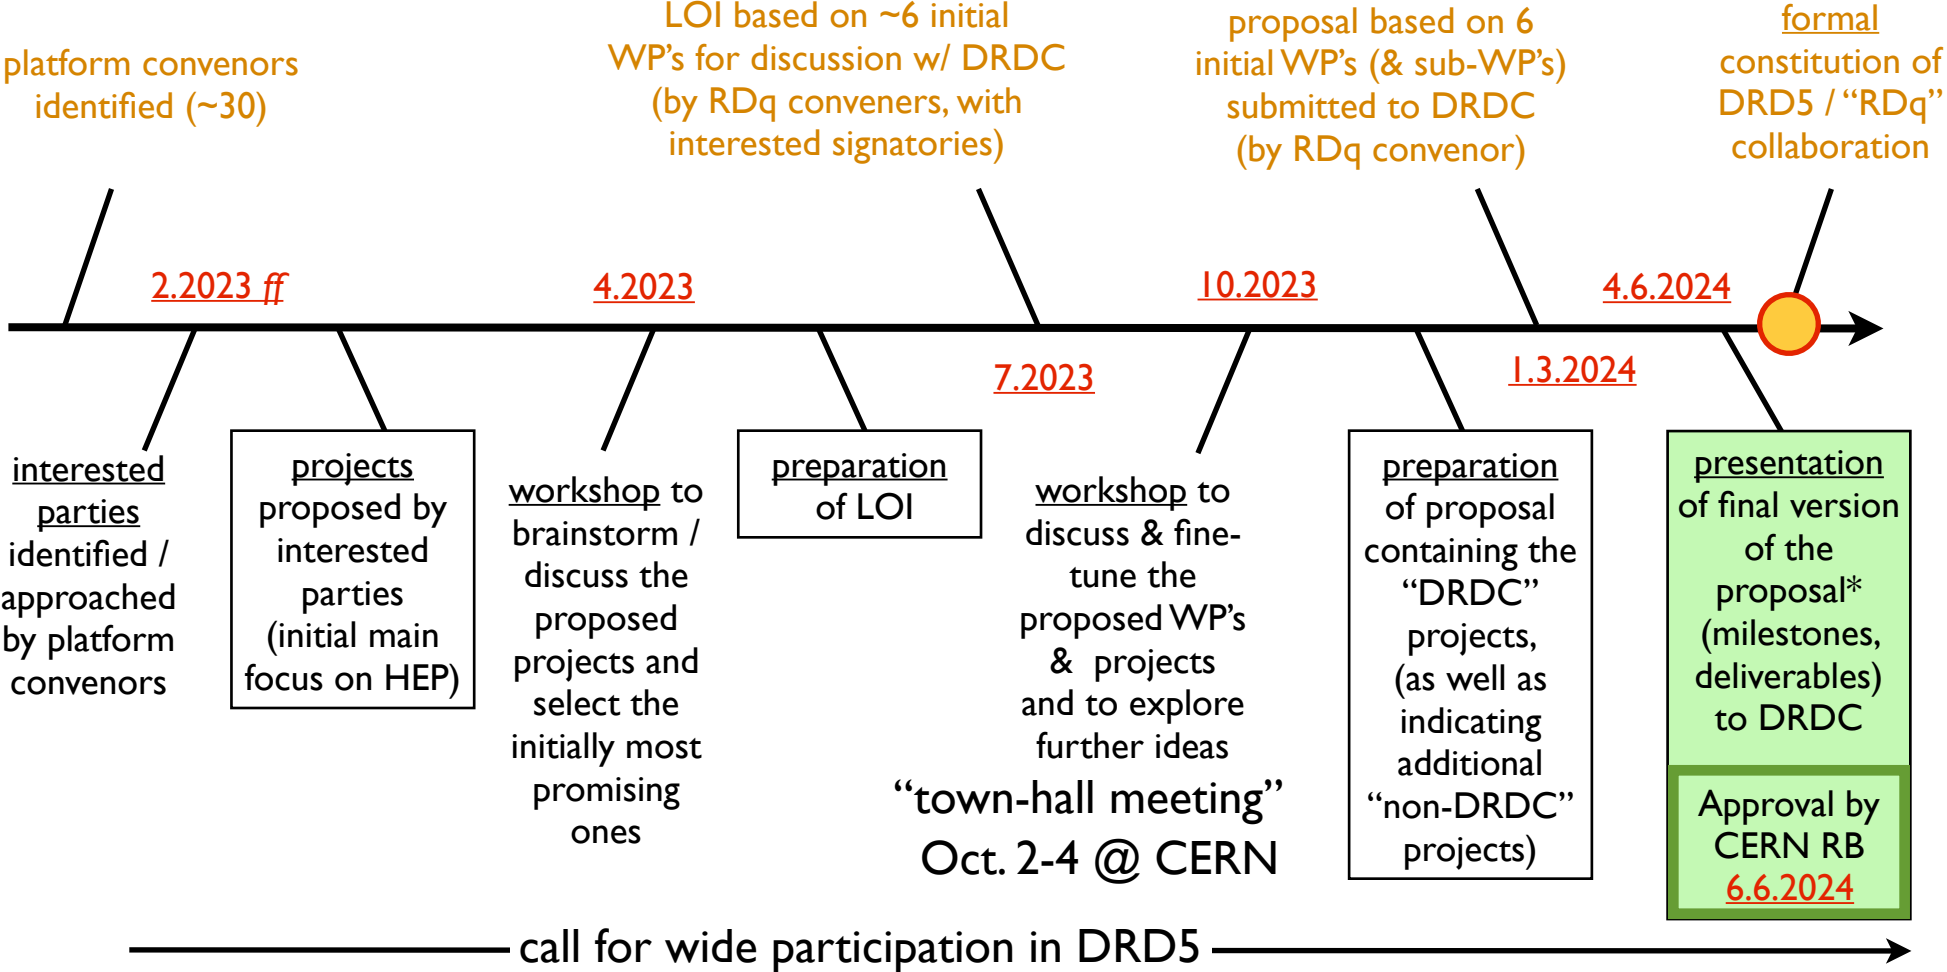 platform convenors
identified (~30)
LOI based on ~6 initial
WP's for discussion w/ DRDC
(by RDq conveners, with
interested signatories)
proposal based on 6
initial WP's (& sub-WP's)
submitted to DRDC
(by RDq convenor)
formal
constitution of
DRD5 / “RDq”
collaboration
2.2023 ff
4.2023
10.2023
4.6.2024
7.2023
1.3.2024
interested
parties
identified /
approached
by platform
convenors
projects
proposed by
interested
parties
(initial main
focus on HEP)
workshop to
brainstorm /
discuss the
proposed
projects and
select the
initially most
promising
ones
preparation
of LOI
workshop to
discuss & fine-
tune the
proposed WP's
& projects
and to explore
further ideas
“town-hall meeting”
Oct. 2-4 @ CERN
preparation
of proposal
containing the
“DRDC”
projects,
(as well as
indicating
additional
“non-DRDC”
projects)
presentation
of final version
of the
proposal*
(milestones,
deliverables)
to DRDC
Approval by
CERN RB
6.6.2024
call for wide participation in DRD5